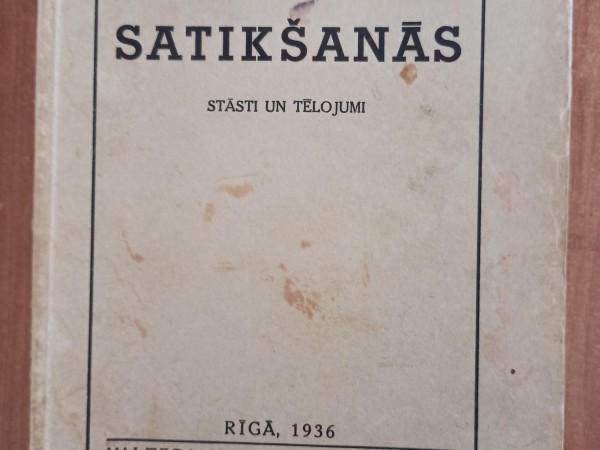 SATIKŠANĀS
STĀSTI UN TĒLOJUMI
RĪGĀ, 1936